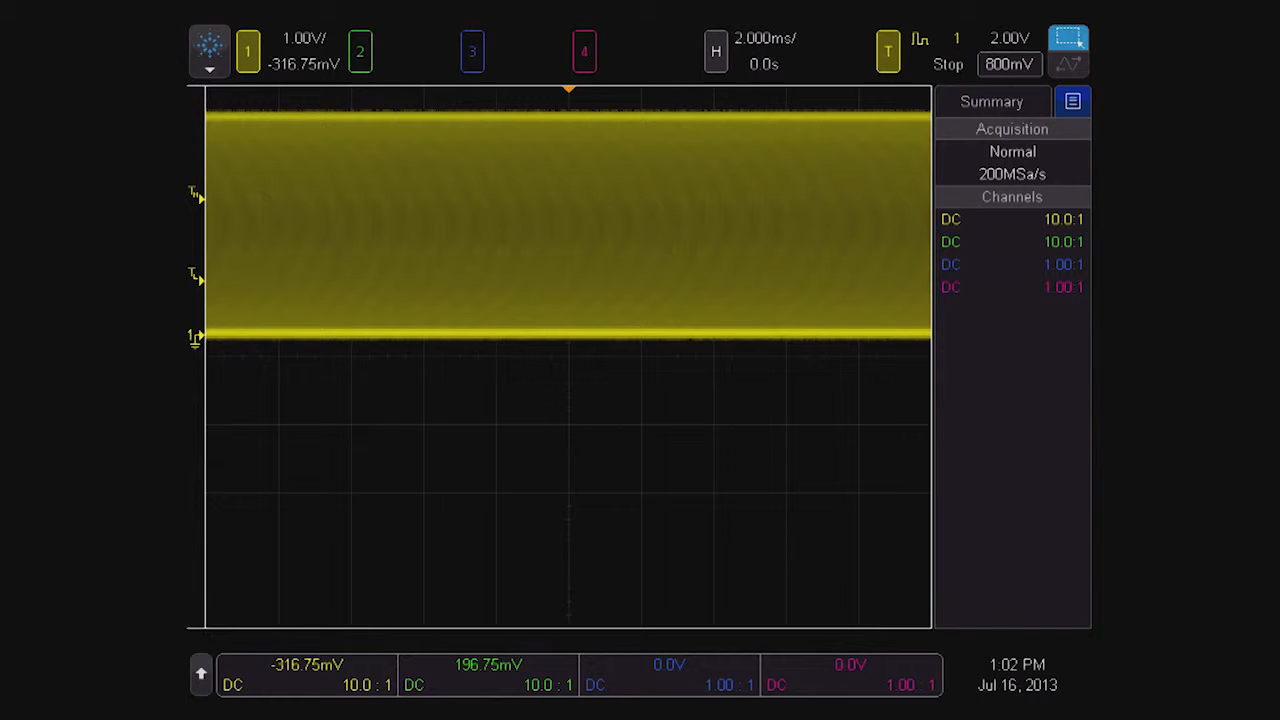 1 1.00V/ 2 3 4 H 2.000ms/ T 1 2.00V
-316.75mV 0.0s Stop 800mV
Summary
Acquisition
Normal
200MSa/s
Channels
DC 10.0:1
DC 10.0:1
DC 1.00:1
DC 1.00:1
TH
TL
1
-316.75mV 196.75mV 0.0V 0.0V 1:02 PM
DC 10.0 : 1 DC 10.0 : 1 DC 1.00 : 1 DC 1.00 : 1 Jul 16, 2013